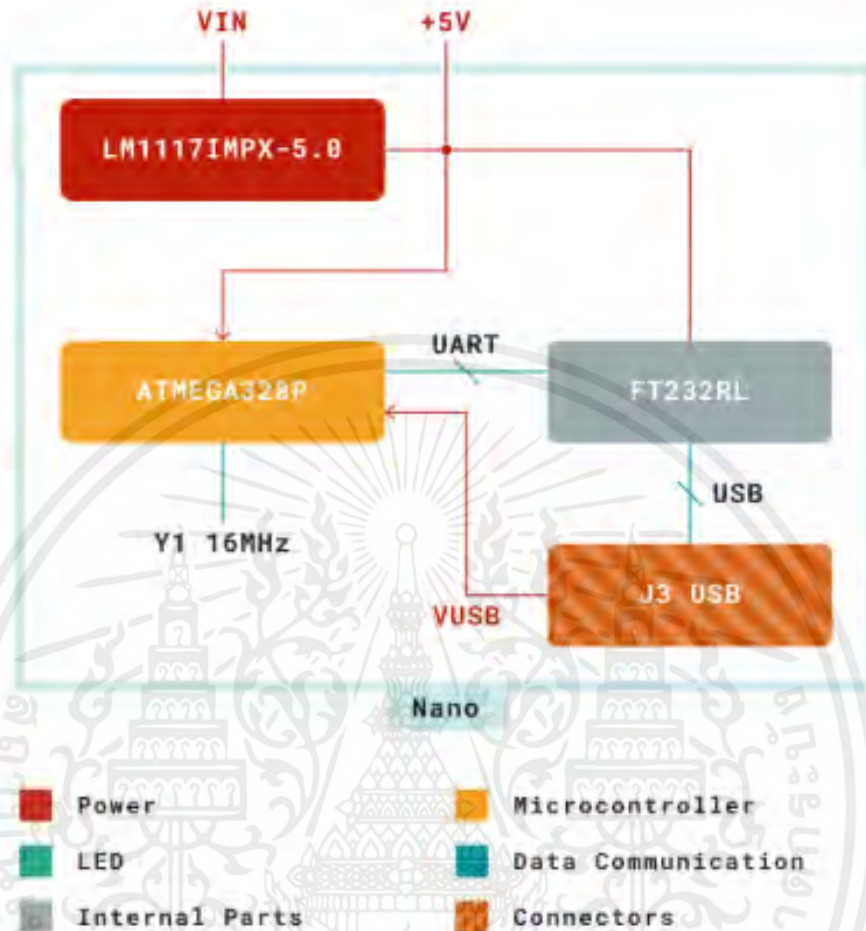 VIN
+5V
LM1117IMPX-5.0
UART
ATMEGA328P
FT232RL
USB
Y1 16MHz
J3 USB
VUSB
Nano
Power
Microcontroller
LED
Data Communication
Internal Parts
Connectors